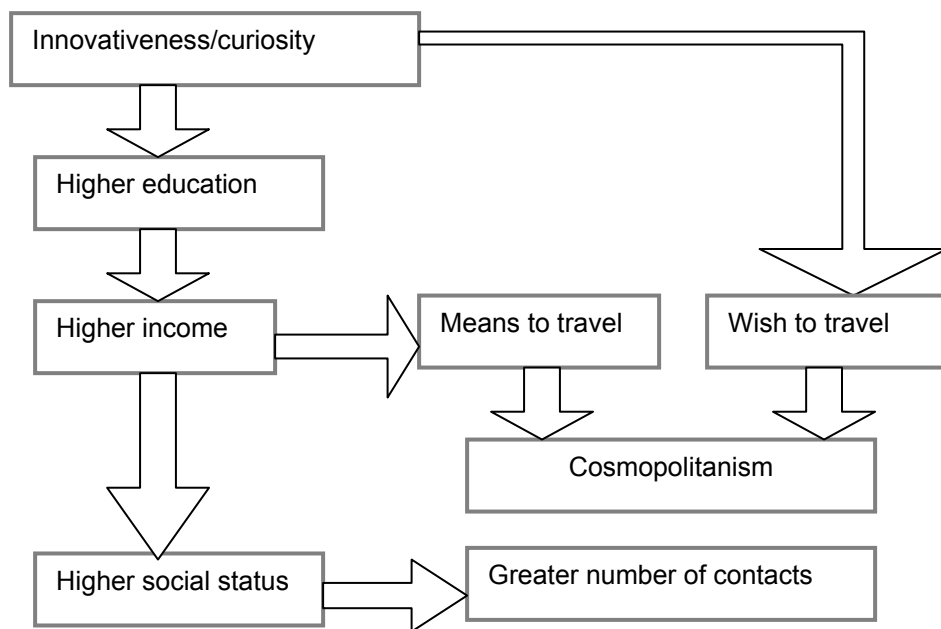 Innovativeness/curiosity
Higher education
Higher income
Means to travel
Wish to travel
Cosmopolitanism
Higher social status
Greater number of contacts